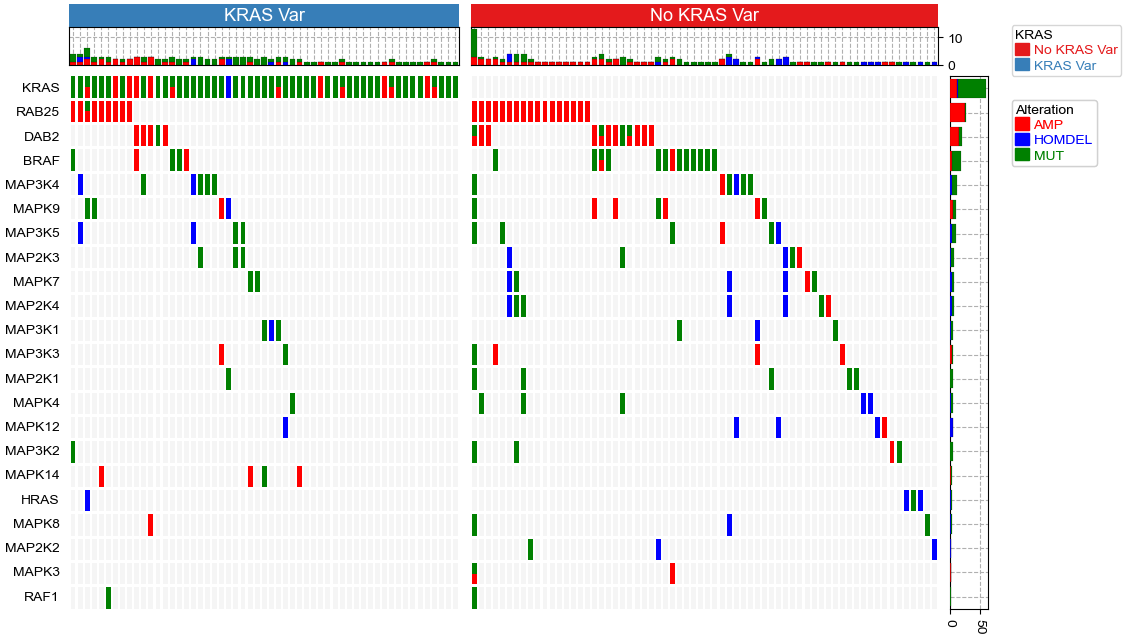 KRAS Var
No KRAS Var
10
0
KRAS
RAB25
DAB2
BRAF
MAP3K4
MAPK9
MAP3K5
MAP2K3
MAPK7
MAP2K4
MAP3K1
MAP3K3
MAP2K1
MAPK4
MAPK12
MAP3K2
MAPK14
HRAS
MAPK8
MAP2K2
MAPK3
RAF1
0
50
KRAS
No KRAS Var
KRAS Var
Alteration
AMP
HOMDEL
MUT